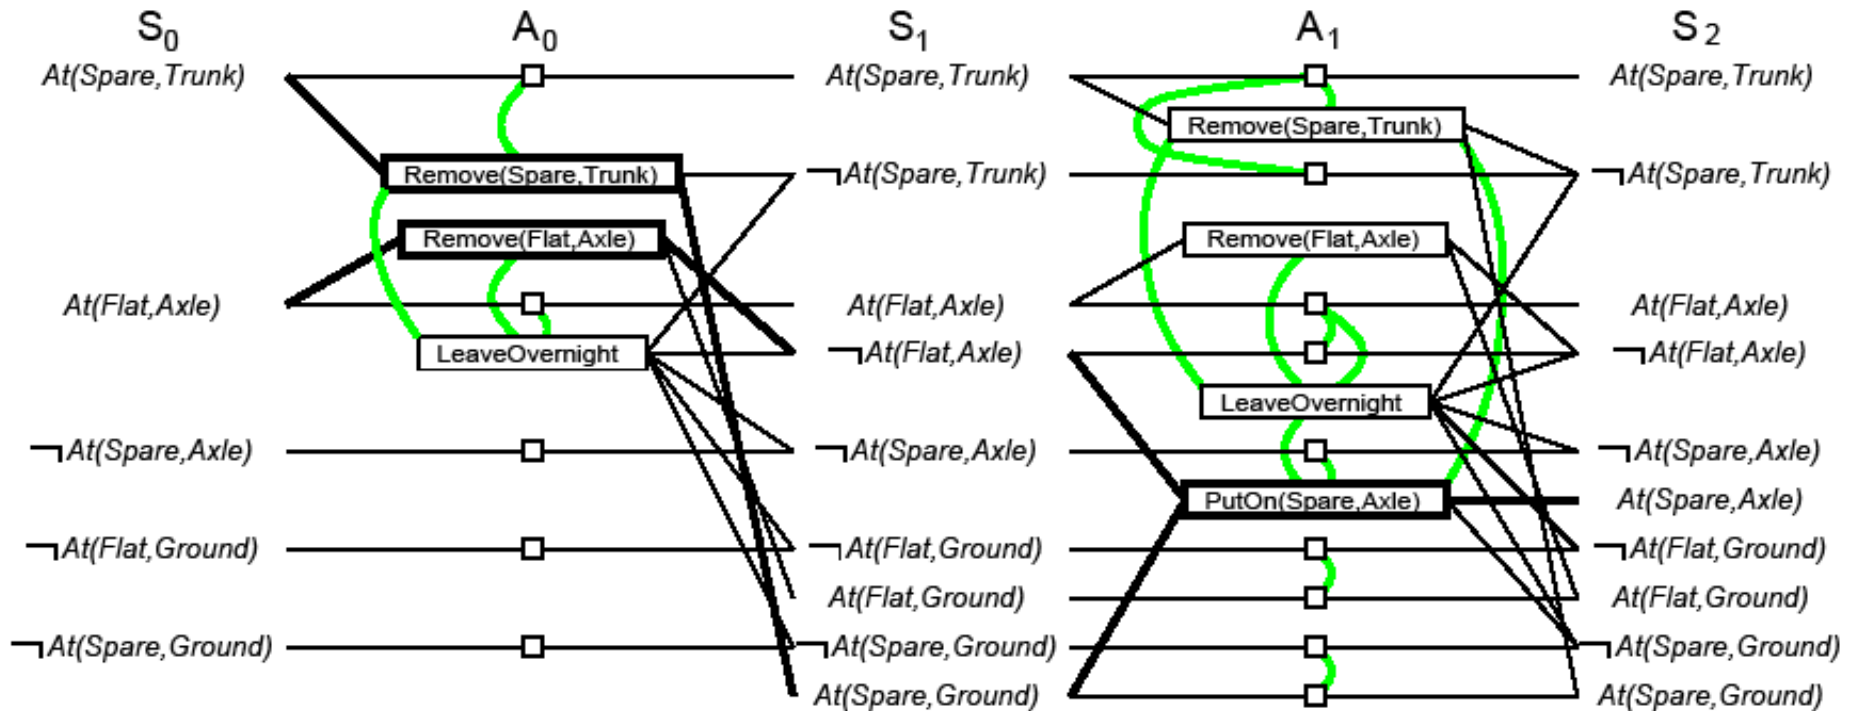 S0 A0 S1 A1 S2
At(Spare,Trunk) At(Spare,Trunk) At(Spare,Trunk)
Remove(Spare,Trunk)
Remove(Spare,Trunk) ¬At(Spare,Trunk) ¬At(Spare,Trunk)
Remove(Flat,Axle) Remove(Flat,Axle)
At(Flat,Axle) At(Flat,Axle) At(Flat,Axle)
LeaveOvernight ¬At(Flat,Axle) ¬At(Flat,Axle)
LeaveOvernight
¬At(Spare,Axle) ¬At(Spare,Axle) ¬At(Spare,Axle)
PutOn(Spare,Axle) At(Spare,Axle)
¬At(Flat,Ground) ¬At(Flat,Ground) ¬At(Flat,Ground)
At(Flat,Ground) At(Flat,Ground)
¬At(Spare,Ground) ¬At(Spare,Ground) ¬At(Spare,Ground)
At(Spare,Ground) At(Spare,Ground)